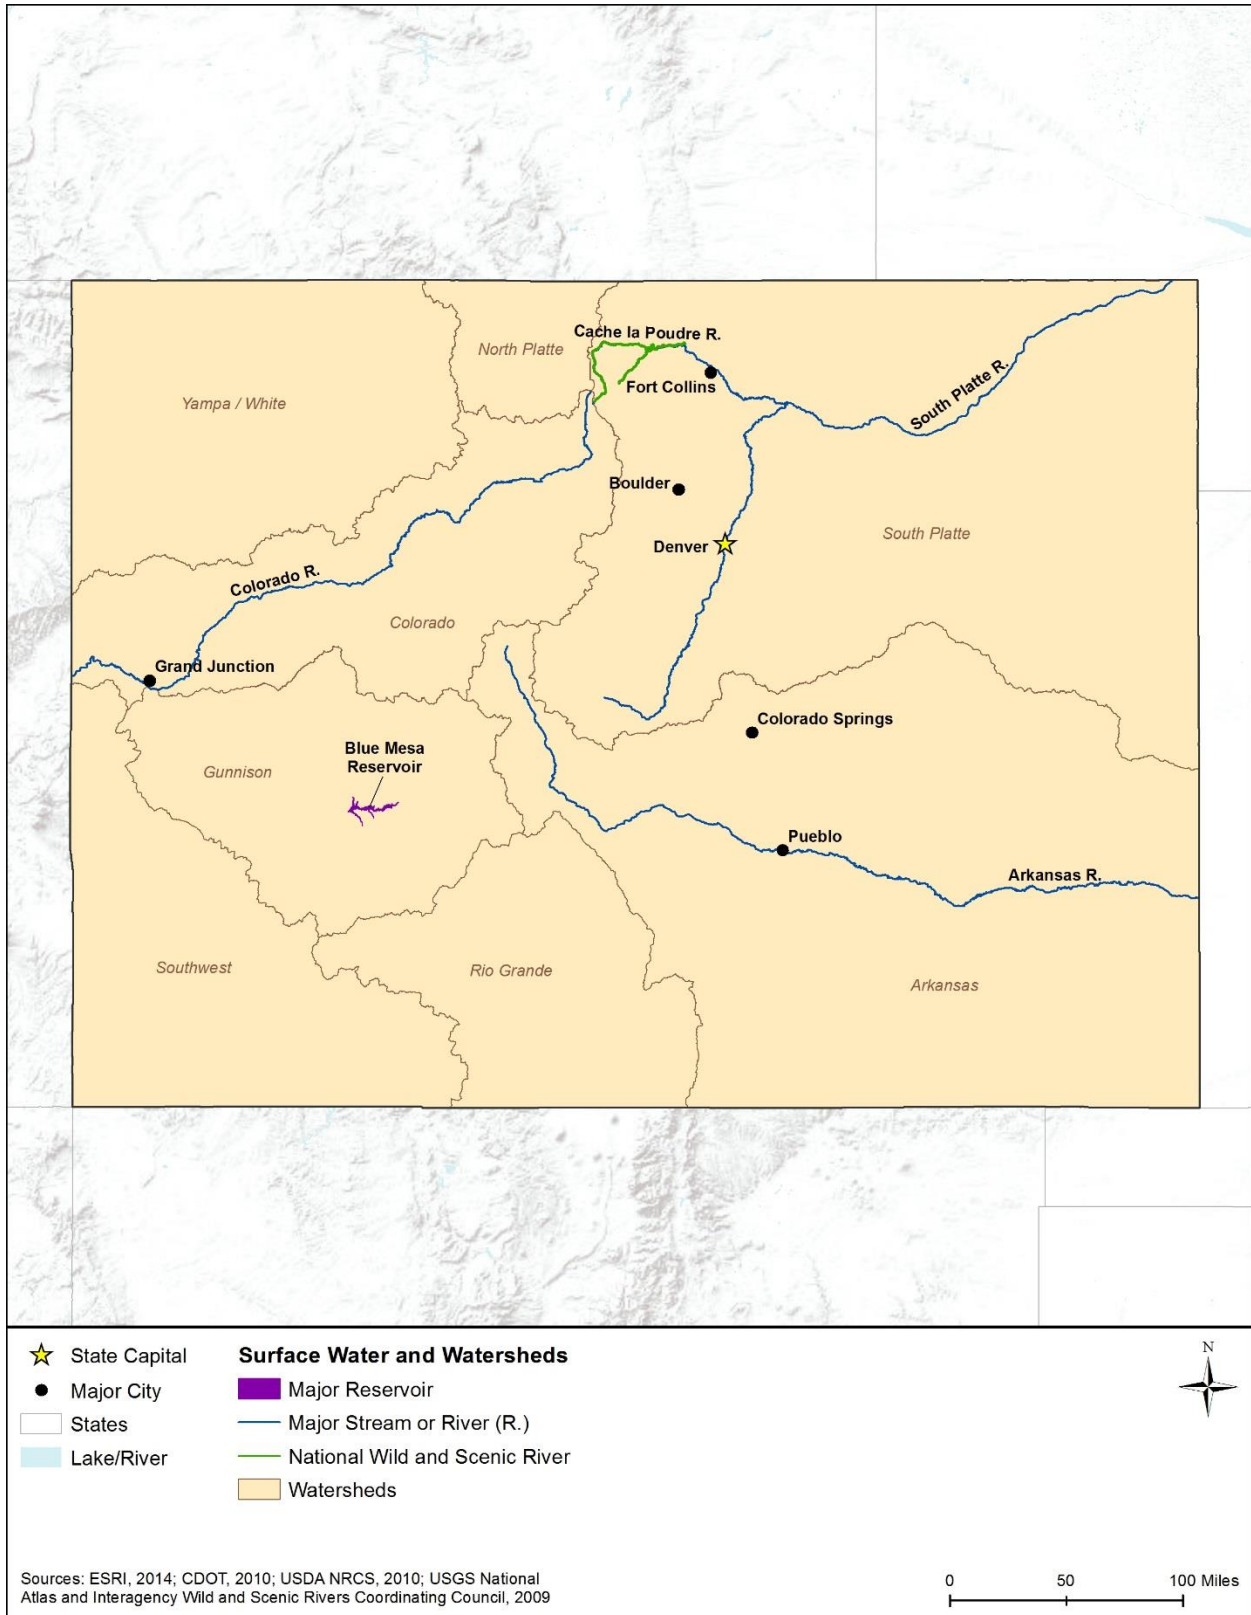 Cache la Poudre R.
North Platte
Fort Collins
South Platte R.
Yampa / White
Boulder
South Platte
Denver
Colorado R.
Colorado
Grand Junction
Colorado Springs
Blue Mesa
Reservoir
Gunnison
Pueblo
Arkansas R.
Southwest
Rio Grande
Arkansas
State Capital
Major City
States
Lake/River
Surface Water and Watersheds
Major Reservoir
Major Stream or River (R.)
National Wild and Scenic River
Watersheds
N
Sources: ESRI, 2014; CDOT, 2010; USDA NRCS, 2010; USGS National
Atlas and Interagency Wild and Scenic Rivers Coordinating Council, 2009
0 50 100 Miles